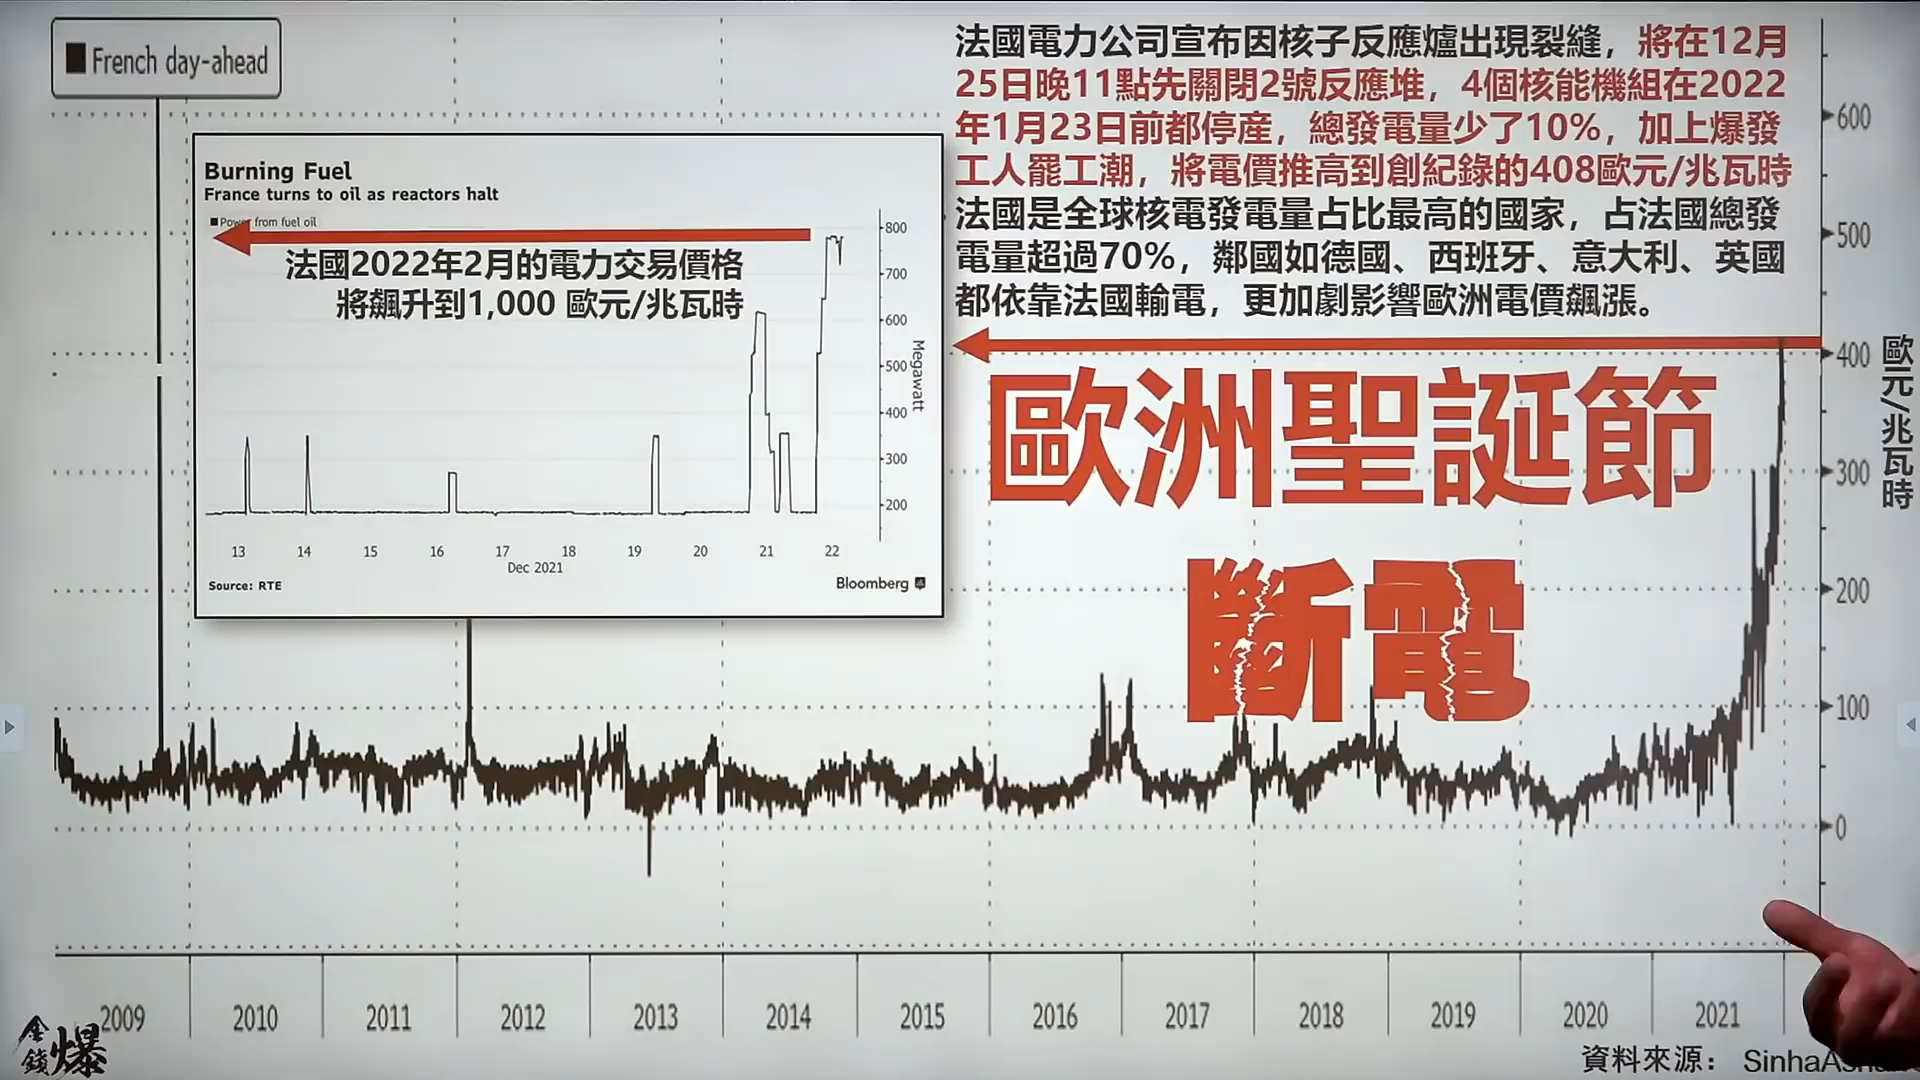 French day-ahead
法國電力公司宣布因核子反應爐出現裂縫，將在12月
25日晚11點先關閉2號反應堆，4個核能機組在2022
年1月23日前都停產，總發電量少了10%，加上爆發
工人罷工潮，將電價推高到創紀錄的408歐元/兆瓦時
法國是全球核電發電量占比最高的國家，占法國總發
電量超過70%，鄰國如德國、西班牙、意大利、英國
都依靠法國輸電，更加劇影響歐洲電價飆漲。
Burning Fuel
France turns to oil as reactors halt
from fuel oil
法國2022年2月的電力交易價格
將飆升到1,000 歐元/兆瓦時
800
700
600
500
400
300
200
Megawatt
13 14 15 16 17 18 19 20 21 22
Dec 2021
Source: RTE
Bloomberg
歐洲聖誕節
斷電
600
500
400
300
200
100
0
歐元/兆瓦時
2009 2010 2011 2012 2013 2014 2015 2016 2017 2018 2019 2020 2021
金錢爆
資料來源：